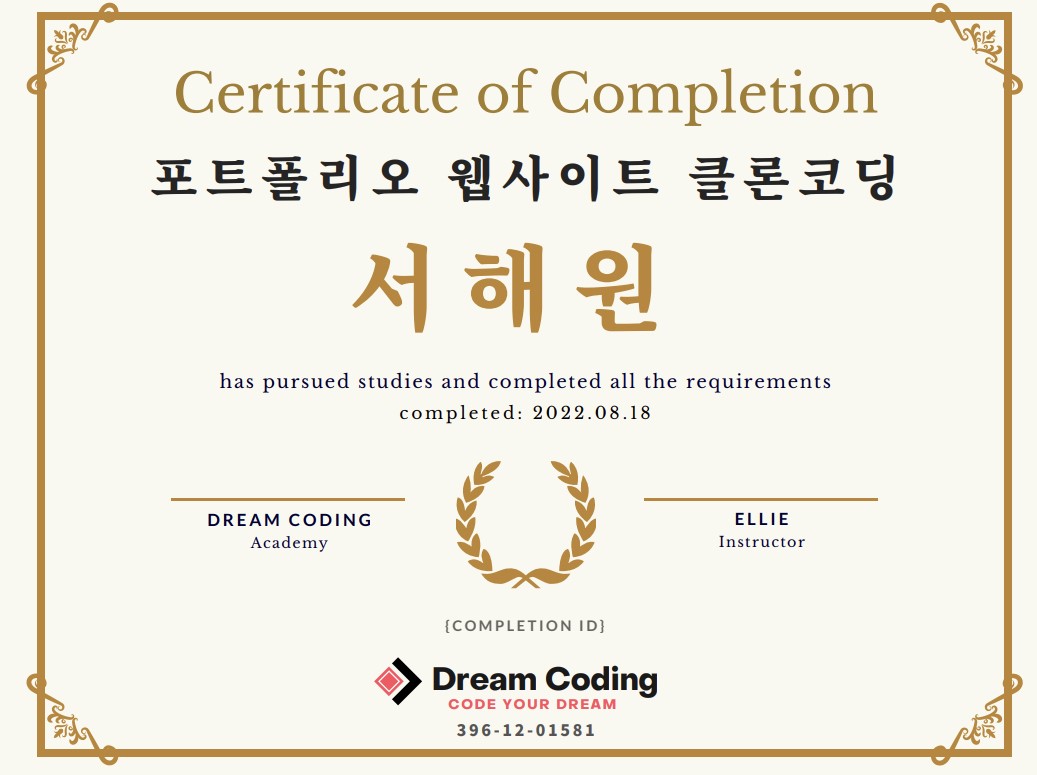 Certificate of Completion
포트폴리오 웹사이트 클론코딩
서해원
has pursued studies and completed all the requirements
completed: 2022.08.18
DREAM CODING
Academy
ELLIE
Instructor
{COMPLETION ID}
Dream Coding
CODE YOUR DREAM
396-12-01581